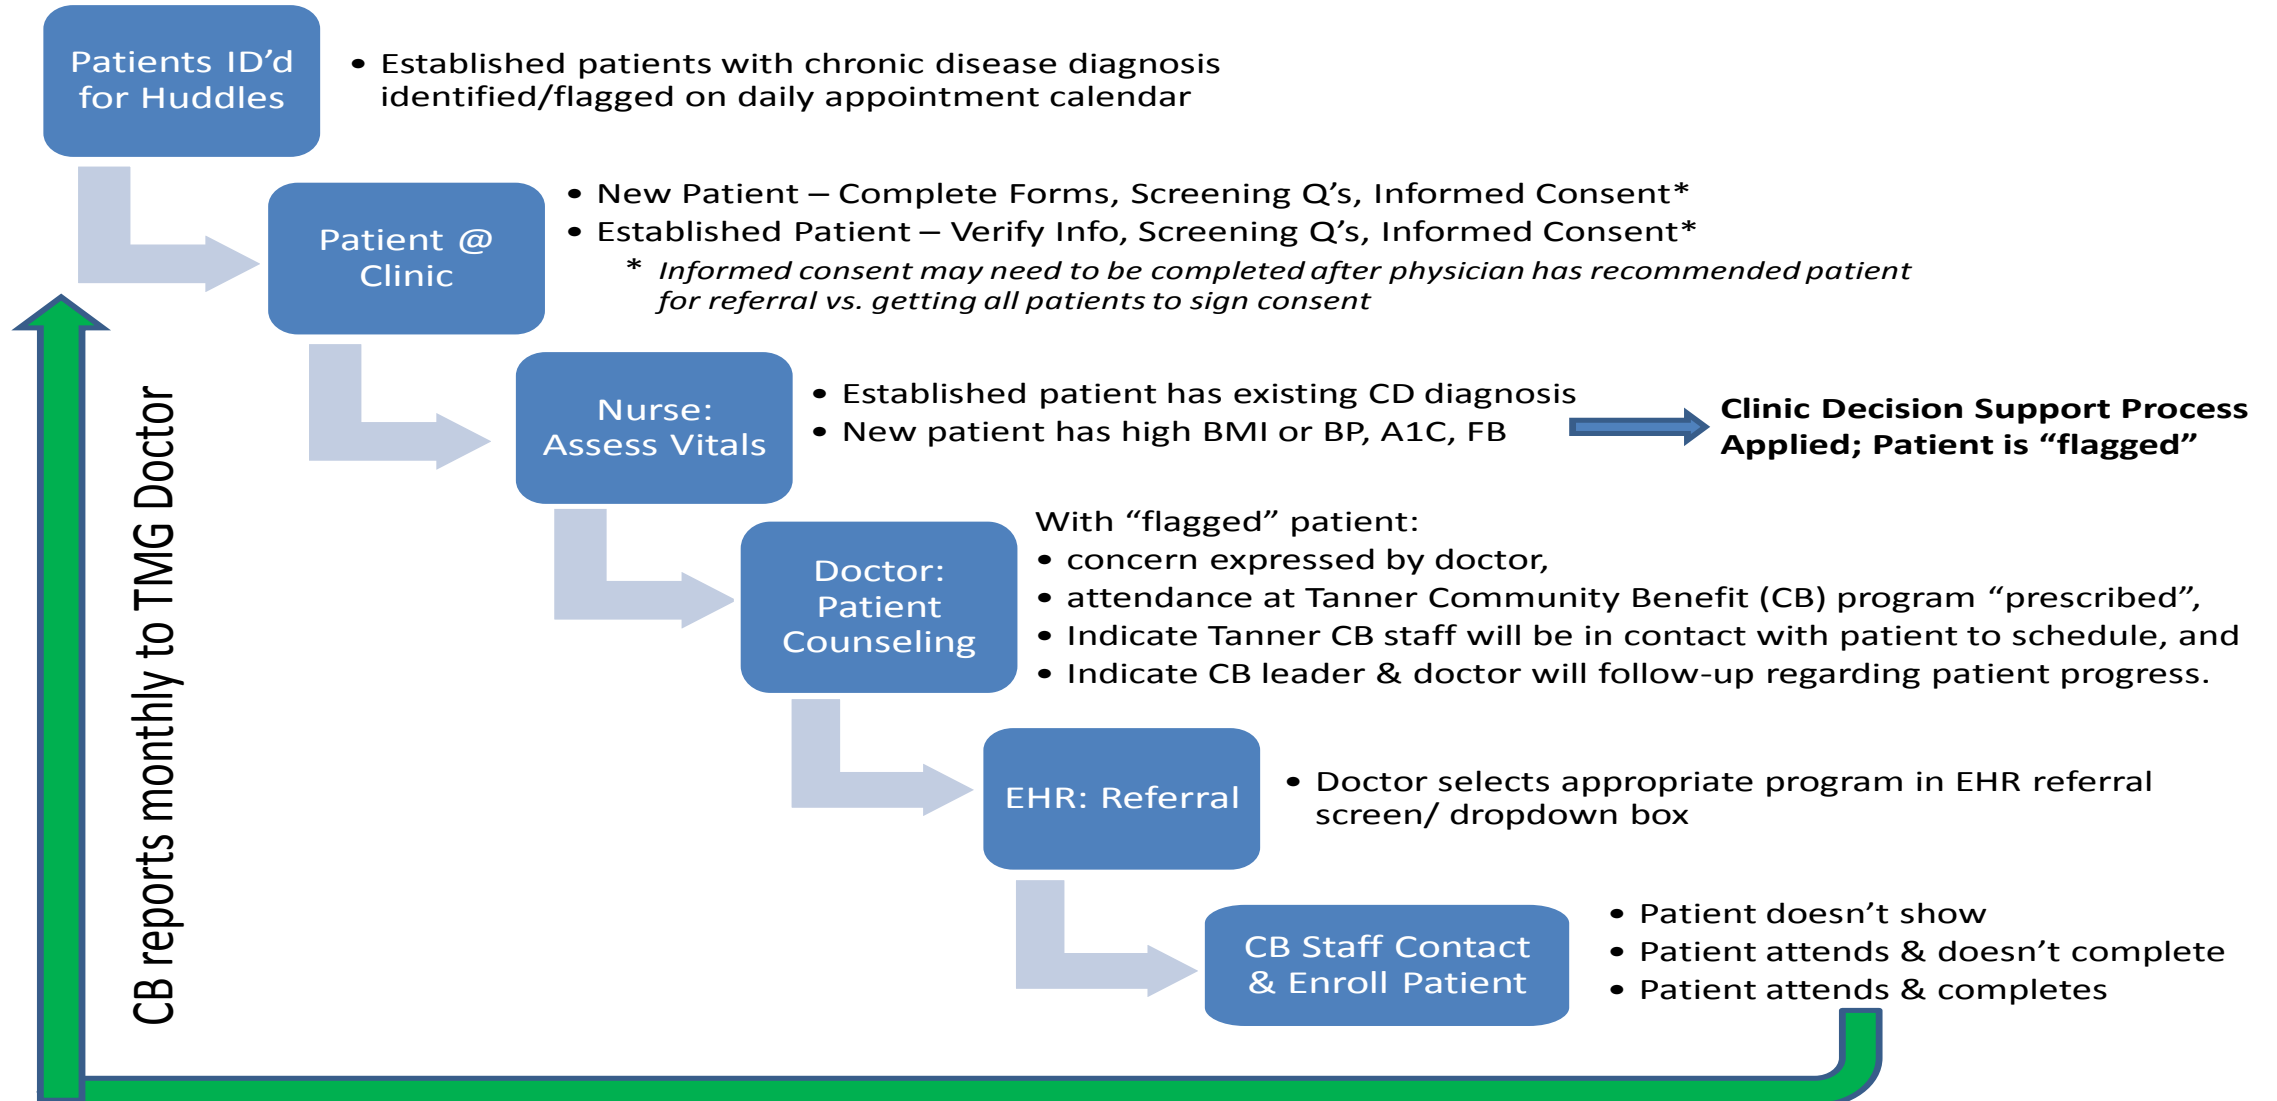 Patients ID’d
for Huddles
• Established patients with chronic disease diagnosis
identified/flagged on daily appointment calendar
Patient @
Clinic
• New Patient – Complete Forms, Screening Q’s, Informed Consent*
• Established Patient – Verify Info, Screening Q’s, Informed Consent*
* Informed consent may need to be completed after physician has recommended patient
for referral vs. getting all patients to sign consent
Nurse:
Assess Vitals
• Established patient has existing CD diagnosis
• New patient has high BMI or BP, A1C, FB
Clinic Decision Support Process
Applied; Patient is “flagged”
Doctor:
Patient
Counseling
With “flagged” patient:
• concern expressed by doctor,
• attendance at Tanner Community Benefit (CB) program “prescribed”,
• Indicate Tanner CB staff will be in contact with patient to schedule, and
• Indicate CB leader & doctor will follow-up regarding patient progress.
EHR: Referral
• Doctor selects appropriate program in EHR referral
screen/ dropdown box
CB Staff Contact
& Enroll Patient
• Patient doesn’t show
• Patient attends & doesn’t complete
• Patient attends & completes
CB reports monthly to TMG Doctor